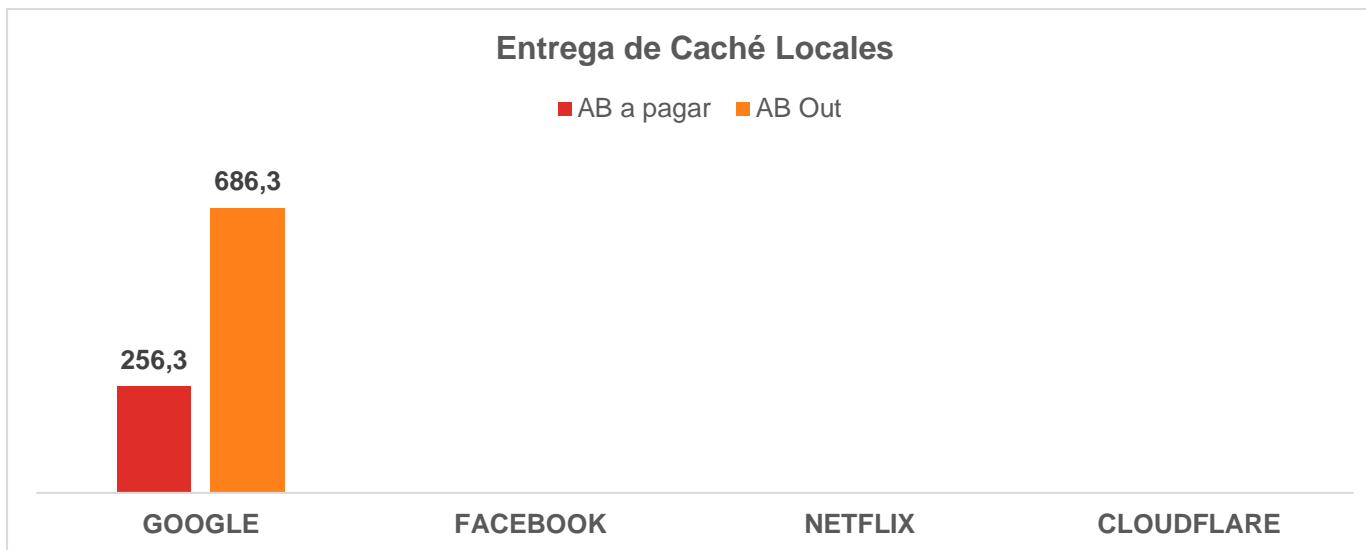 Entrega de Caché Locales
AB a pagar AB Out
686,3
256,3
GOOGLE FACEBOOK NETFLIX CLOUDFLARE